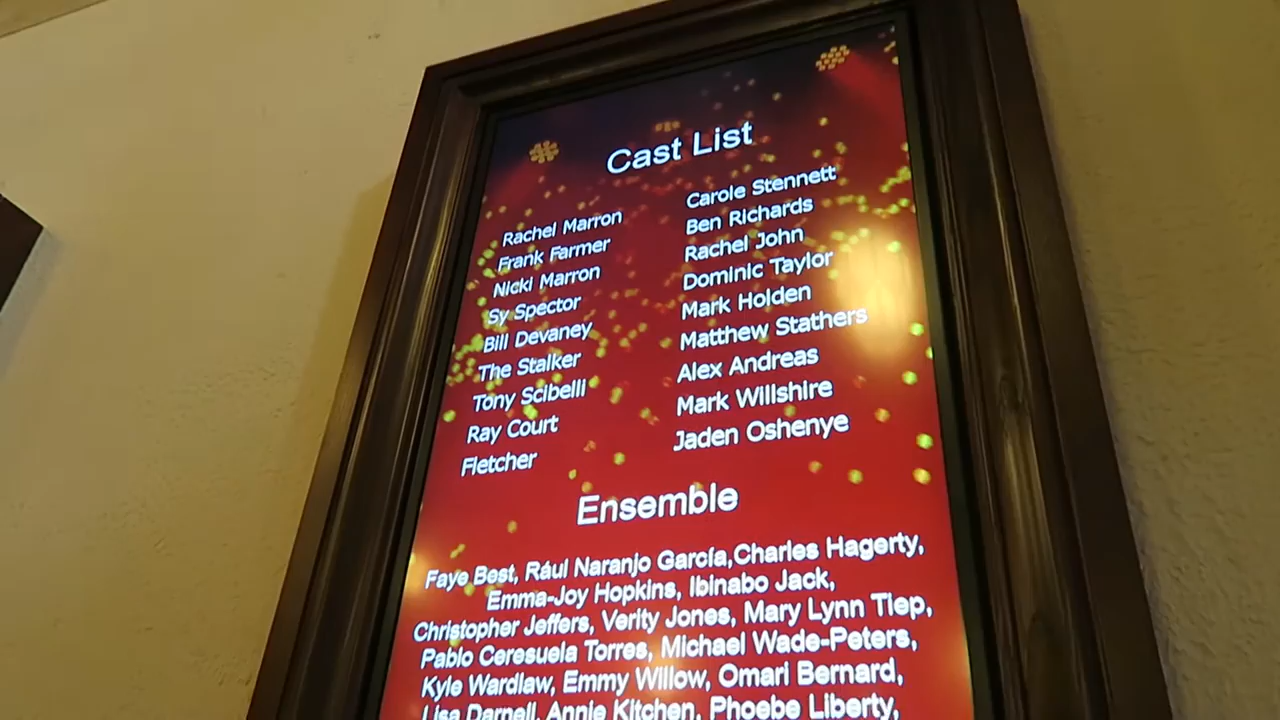 Cast List
Rachel Marron Carole Stennett
Frank Farmer Ben Richards
Nicki Marron Rachel John
Sy Spector Dominic Taylor
Bill Devaney Mark Holden
The Stalker Matthew Stathers
Tony Scibelli Alex Andreas
Ray Court Mark Willshire
Fletcher Jaden Oshenye
Ensemble
Faye Best, Rául Naranjo García,Charles Hagerty,
Emma-Joy Hopkins, Ibinabo Jack,
Christopher Jeffers, Verity Jones, Mary Lynn Tiep,
Pablo Ceresuela Torres, Michael Wade-Peters,
Kyle Wardlaw, Emmy Willow, Omari Bernard,
Lisa Darnell, Annie Kitchen, Phoebe Liberty,